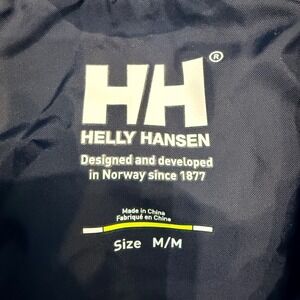 HH®
HELLY HANSEN
Designed and developed
in Norway since 1877
Made in China
Fabriqué en Chine
Size M/M